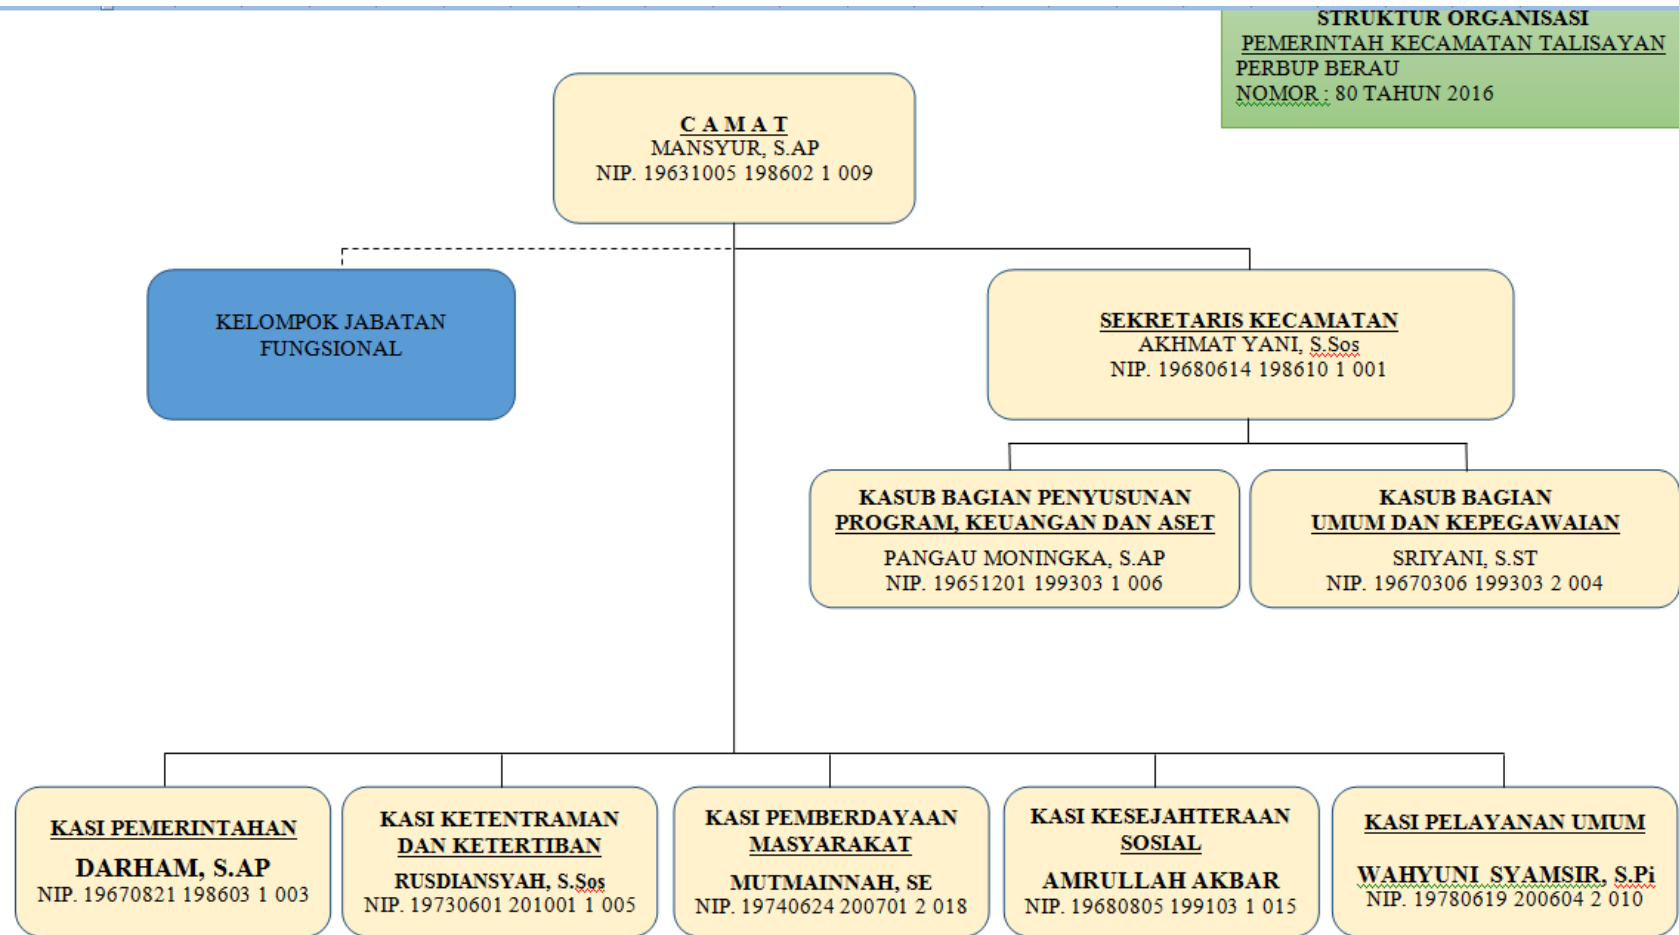 STRUKTUR ORGANISASI
PEMERINTAH KECAMATAN TALISAYAN
PERBUP BERAU
NOMOR : 80 TAHUN 2016
C A M A T
MANSYUR, S.AP
NIP. 19631005 198602 1 009
KELOMPOK JABATAN
FUNGSIONAL
SEKRETARIS KECAMATAN
AKHMAT YANI, S.Sos
NIP. 19680614 198610 1 001
KASUB BAGIAN PENYUSUNAN
PROGRAM, KEUANGAN DAN ASET
PANGAU MONINGKA, S.AP
NIP. 19651201 199303 1 006
KASUB BAGIAN
UMUM DAN KEPEGAWAIAN
SRIYANI, S.ST
NIP. 19670306 199303 2 004
KASI PEMERINTAHAN
DARHAM, S.AP
NIP. 19670821 198603 1 003
KASI KETENTRAMAN
DAN KETERTIBAN
RUSDIANSYAH, S.Sos
NIP. 19730601 201001 1 005
KASI PEMBERDAYAAN
MASYARAKAT
MUTMAINNAH, SE
NIP. 19740624 200701 2 018
KASI KESEJAHTERAAN
SOSIAL
AMRULLAH AKBAR
NIP. 19680805 199103 1 015
KASI PELAYANAN UMUM
WAHYUNI SYAMSIR, S.Pi
NIP. 19780619 200604 2 010